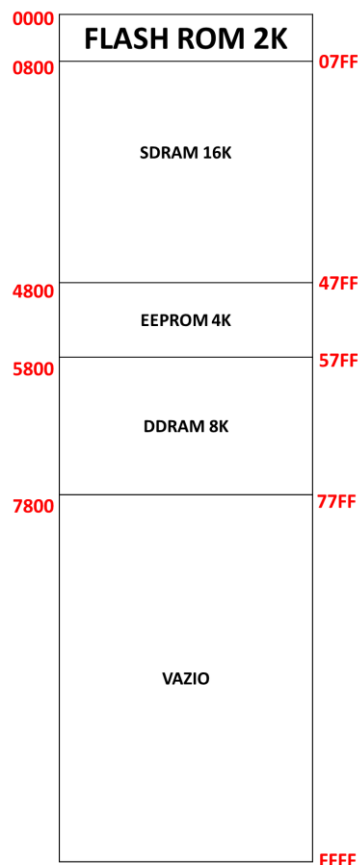 0000
FLASH ROM 2K
0800
07FF
SDRAM 16K
47FF
4800
EEPROM 4K
57FF
5800
DDRAM 8K
77FF
7800
VAZIO
FFFF